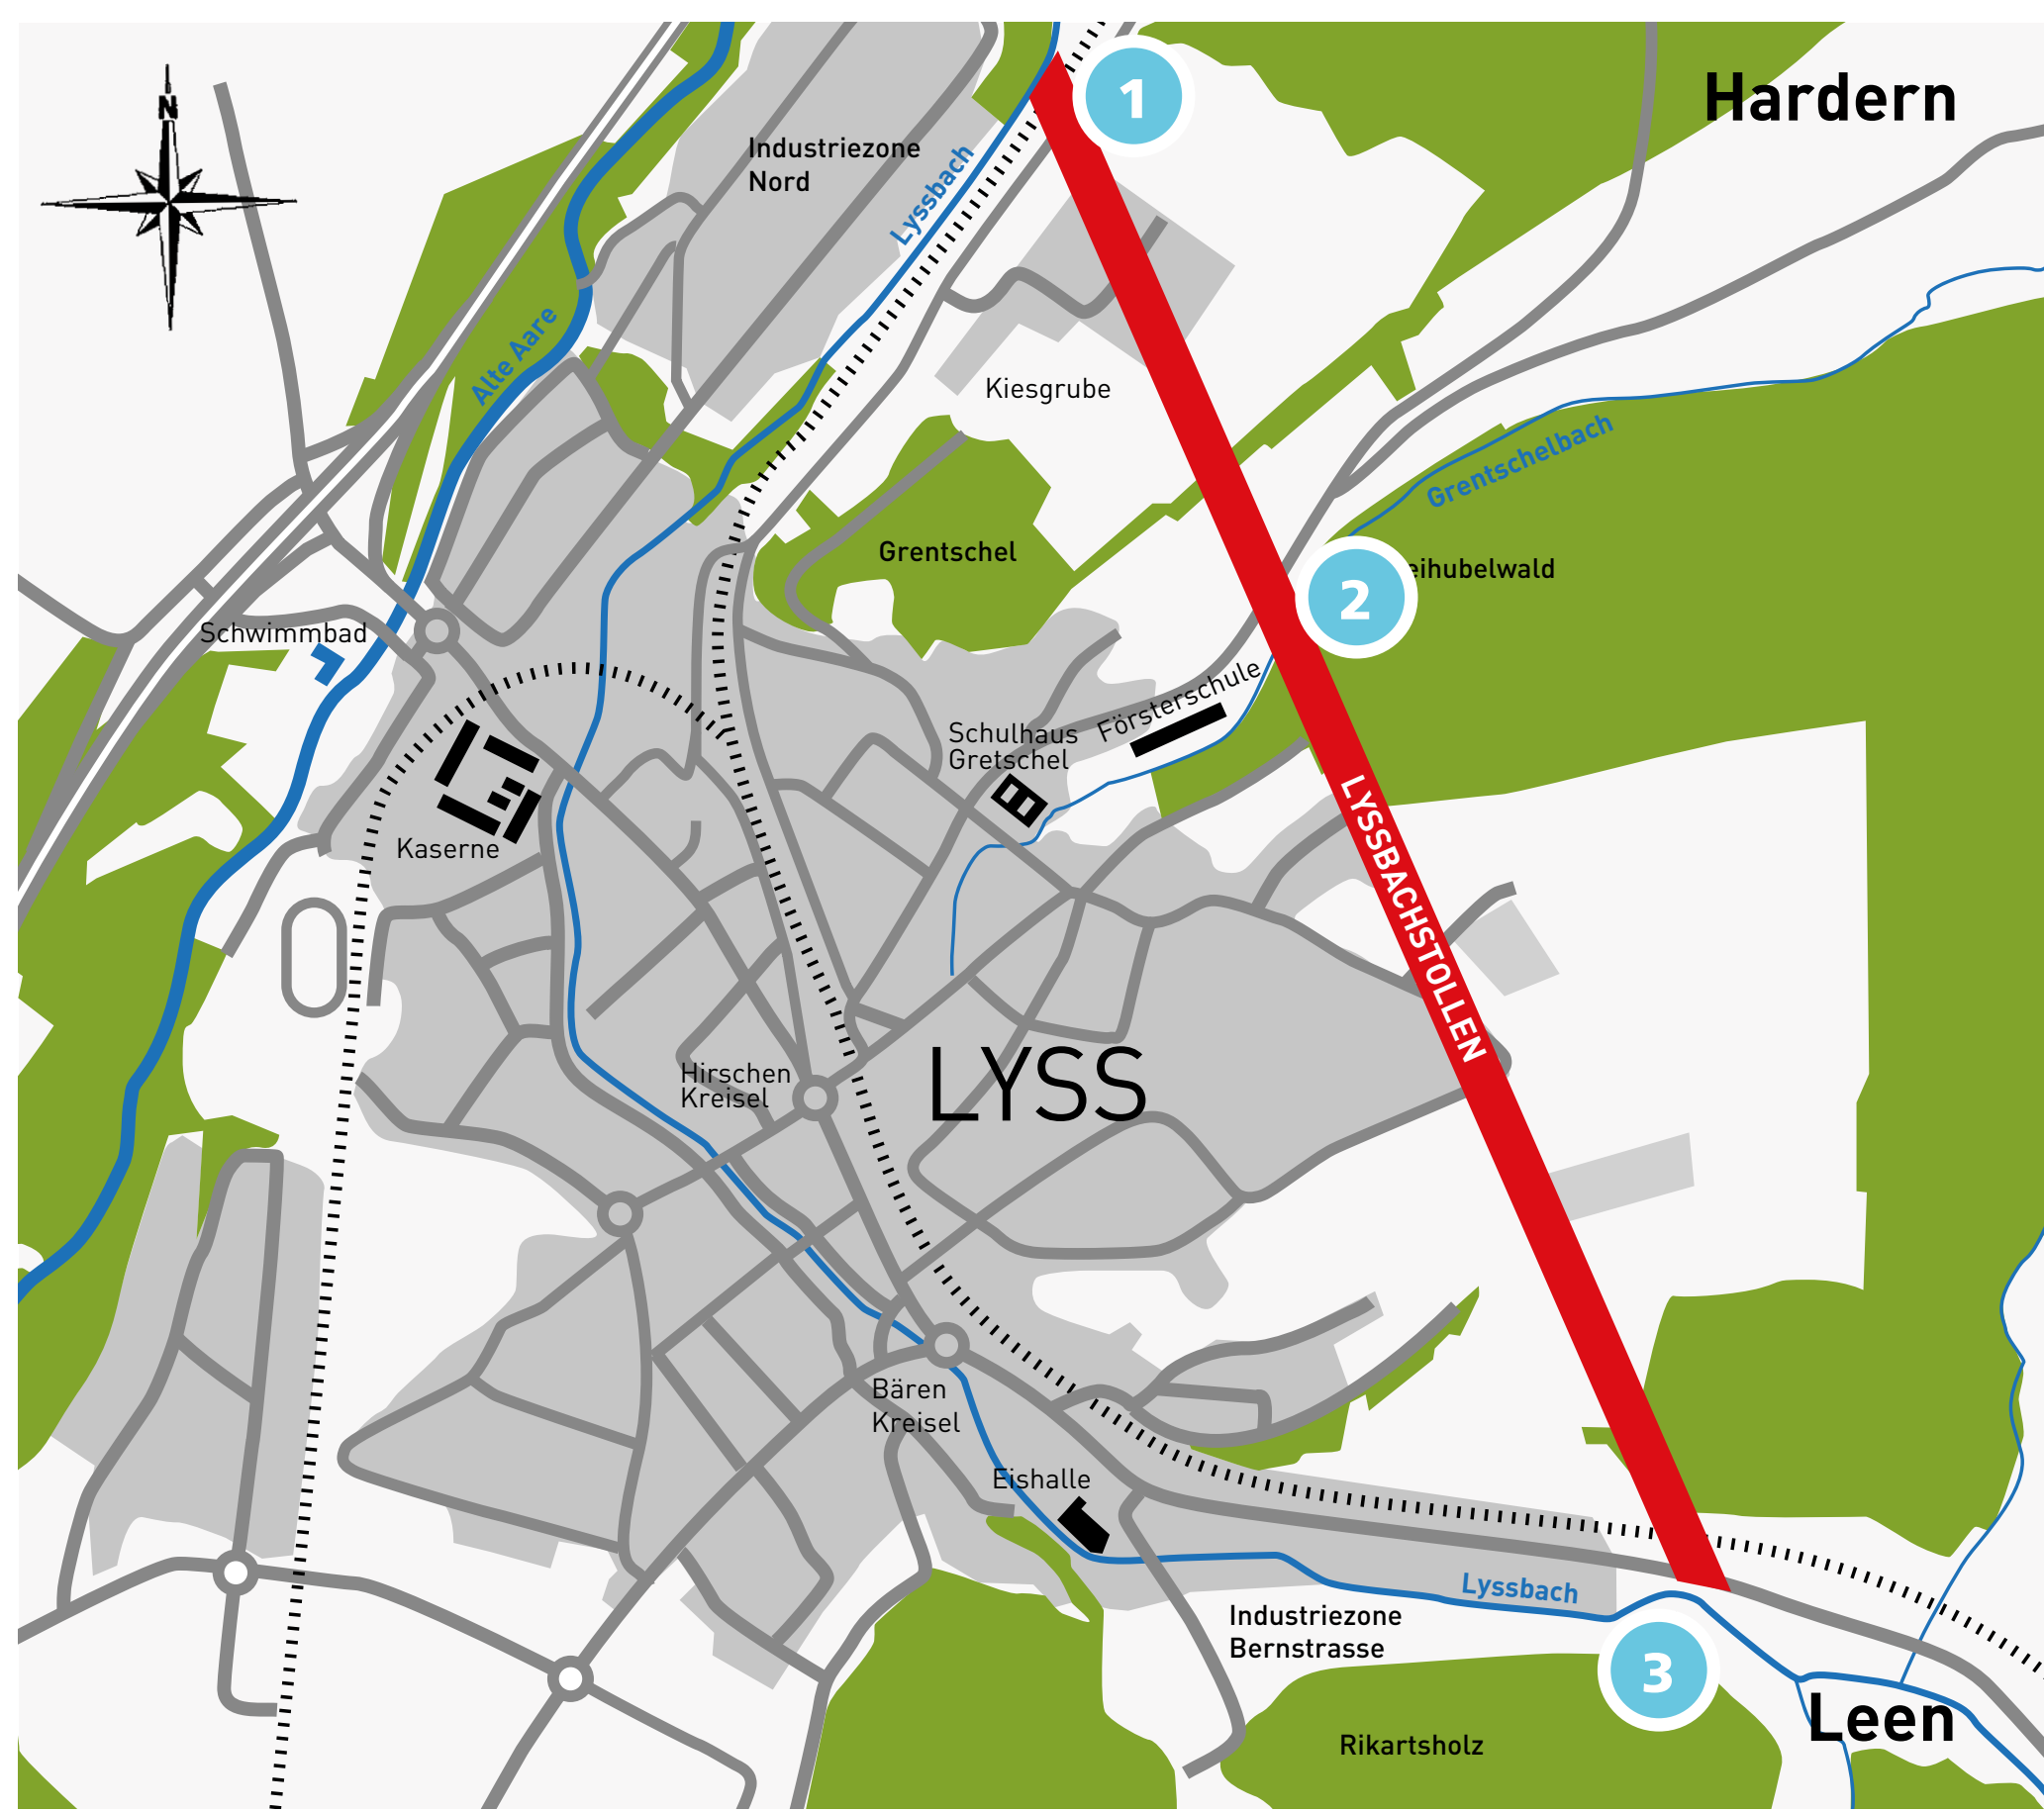 N
1
Hardern
Industriezone
Nord
Lyssbach
Alte Aare
Kiesgrube
Grentschelbach
Grentschel
2
eihubelwald
Schwimmbad
Försterschule
Schulhaus
Gretschel
Kaserne
LYSSBACHSTOLLEN
LYSS
Hirschen
Kreisel
Bären
Kreisel
Eishalle
Lyssbach
Industriezone
Bernstrasse
3
Leen
Rikartsholz